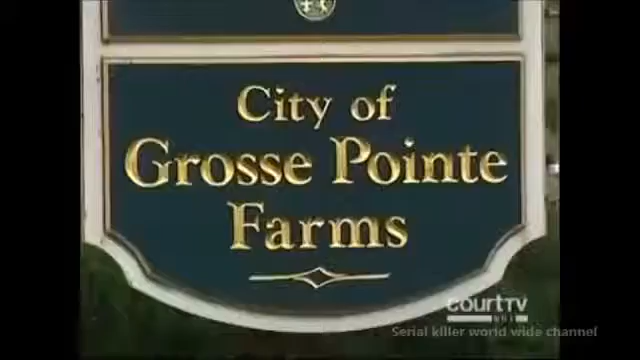 City of
Grosse Pointe
Farms
courtTV
Serial killer world wide channel